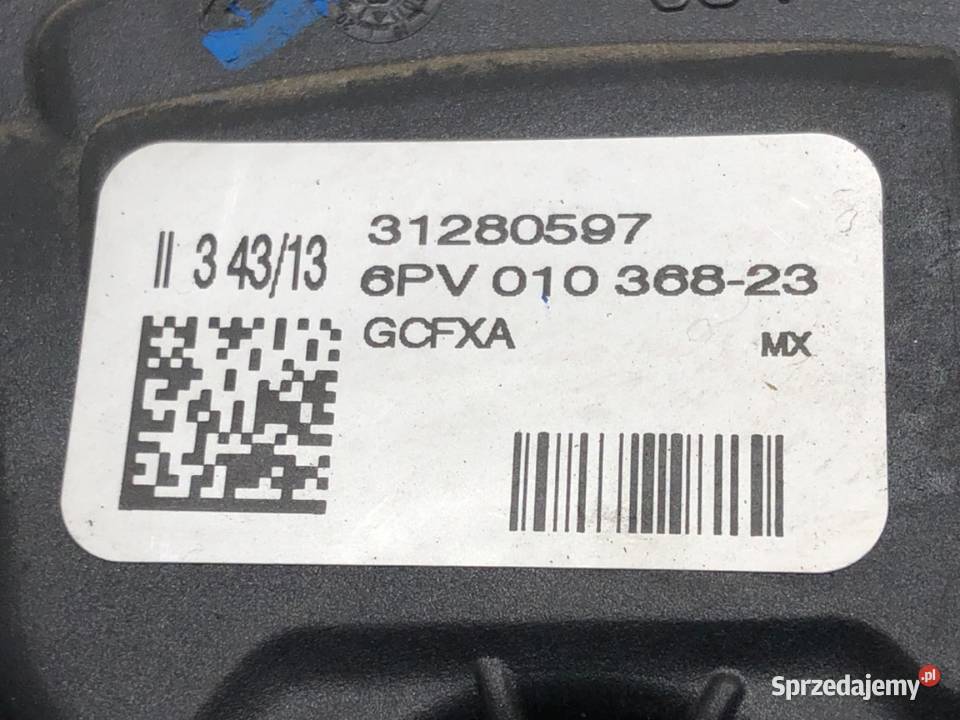 31280597
|| 3 43/13
6PV 010 368-23
GCFXA
MX
Sprzedajemy.pl